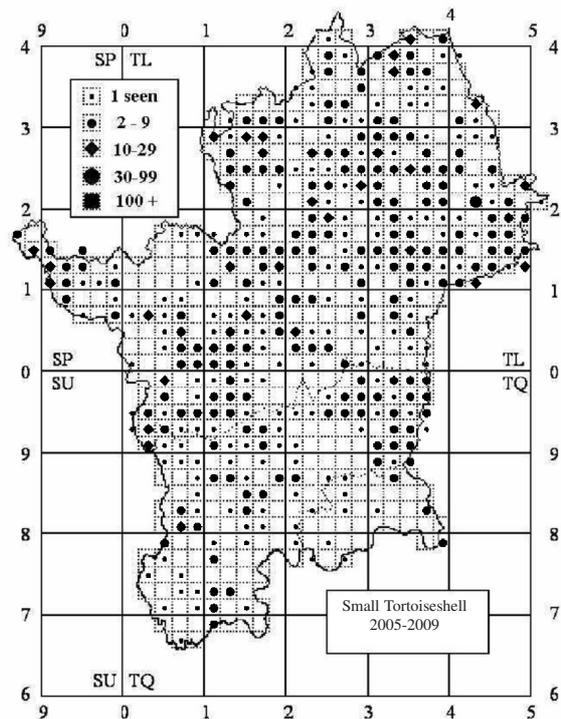 9 0 1 2 3 4 5
4 SP TL 4
1 seen
2 - 9
10-29
30-99
100 +
3 3
2 2
1 1
SP TL
0 0
SU TQ
9 9
8 8
Small Tortoiseshell
2005-2009
7 7
SU TQ
6 6
9 0 1 2 3 4 5